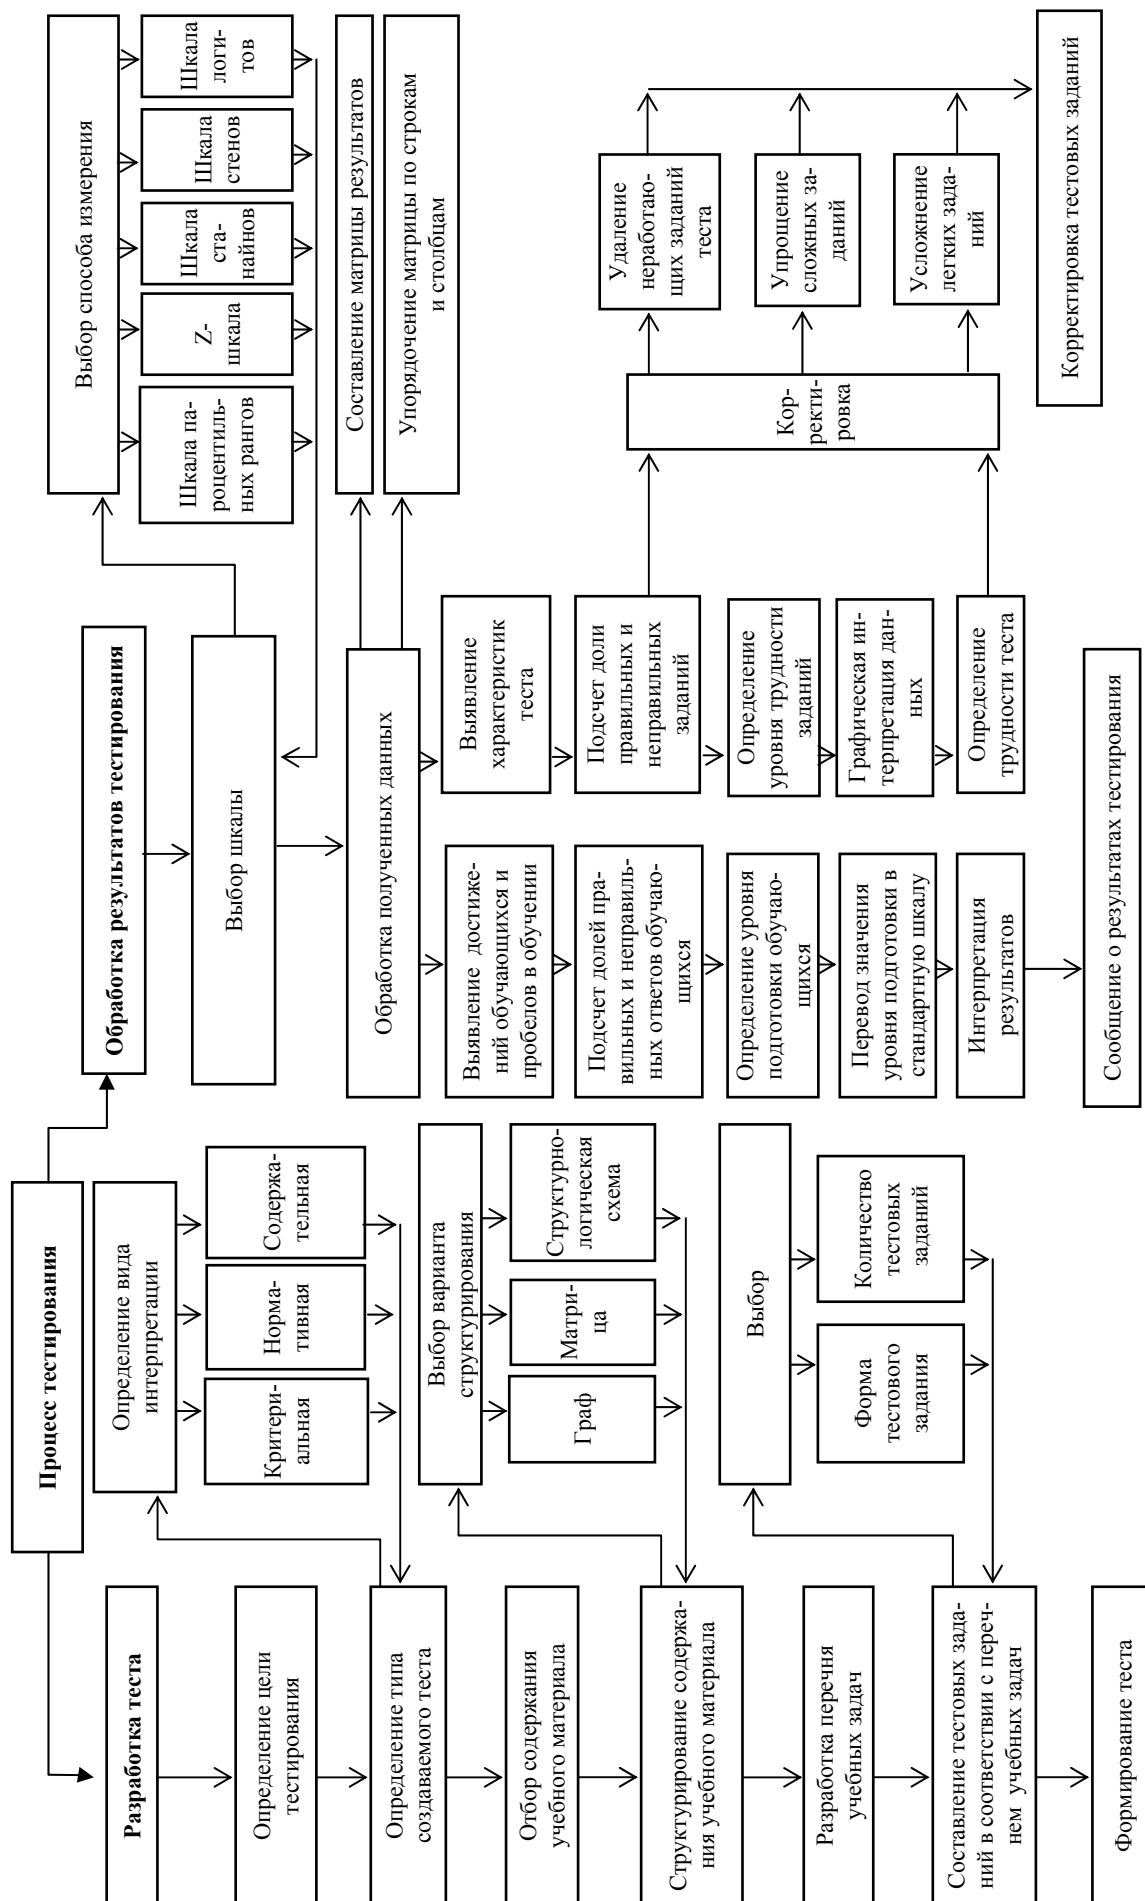 Процесс тестирования
Разработка теста
Определение цели
тестирования
Определение типа
создаваемого теста
Отбор содержания
учебного материала
Структурирование содержа-
ния учебного материала
Разработка перечня
учебных задач
Составление тестовых зада-
ний в соответствии с переч-
нем учебных задач
Формирование теста
Определение вида
интерпретации
Критери-
альная
Норма-
тивная
Содержа-
тельная
Выбор варианта
структурирования
Граф
Матри-
ца
Структурно-
логическая
схема
Выбор
Форма
тестового
задания
Количество
тестовых
заданий
Обработка результатов тестирования
Выбор шкалы
Обработка полученных данных
Выявление достиже-
ний обучающихся и
пробелов в обучении
Подсчет долей пра-
вильных и неправиль-
ных ответов обучаю-
щихся
Определение уровня
подготовки обучаю-
щихся
Перевод значения
уровня подготовки в
стандартную шкалу
Интерпретация
результатов
Сообщение о результатах тестирования
Выявление
характеристик
теста
Подсчет доли
правильных и
неправильных
заданий
Определение
уровня трудности
заданий
Графическая ин-
терпретация дан-
ных
Определение
трудности теста
Выбор способа измерения
Шкала па-
роцентиль-
ных рангов
Z-
шкала
Шкала
ста-
найнов
Шкала
стенов
Шкала
логи-
тов
Составление матрицы результатов
Упорядочение матрицы по строкам
и столбцам
Кор-
ректи-
ровка
Удаление
неработаю-
щих заданий
теста
Упрощение
сложных за-
даний
Усложнение
легких зада-
ний
Корректировка тестовых заданий